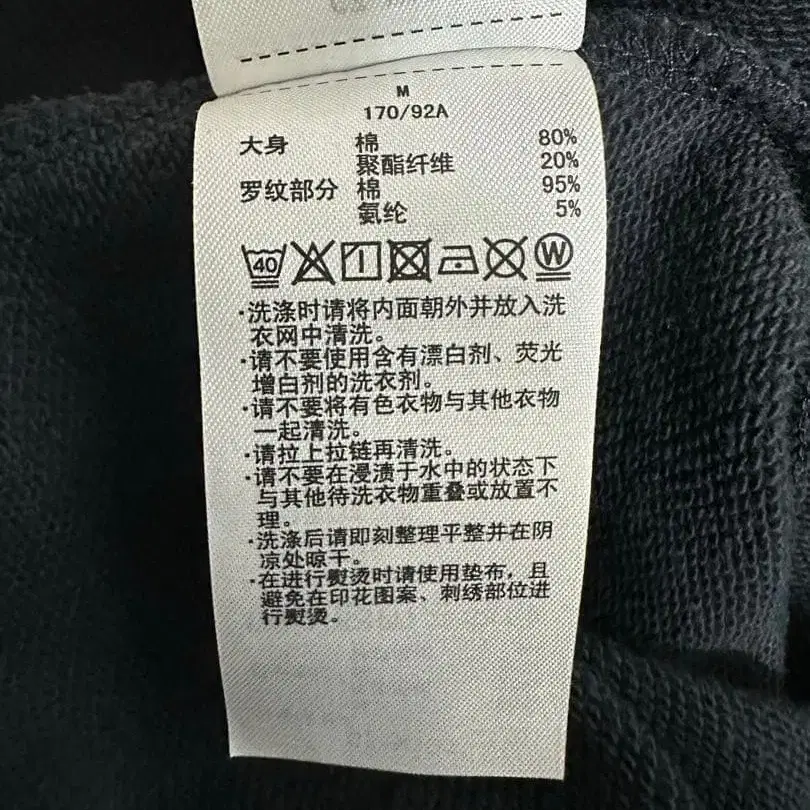 M
170/92A
大身 棉 80%
聚酯纤维 20%
罗纹部分 棉 95%
氨纶 5%
40 W
·洗涤时请将内面朝外并放入洗
衣网中清洗。
·请不要使用含有漂白剂、荧光
增白剂的洗衣剂。
·请不要将有色衣物与其他衣物
一起清洗。
·请拉上拉链再清洗。
·请不要在浸渍于水中的状态下
与其他待洗衣物重叠或放置不
理。
·洗涤后请即刻整理平整并在阴
凉处晾干。
·在进行熨烫时请使用垫布，且
避免在印花图案、刺绣部位进
行熨烫。